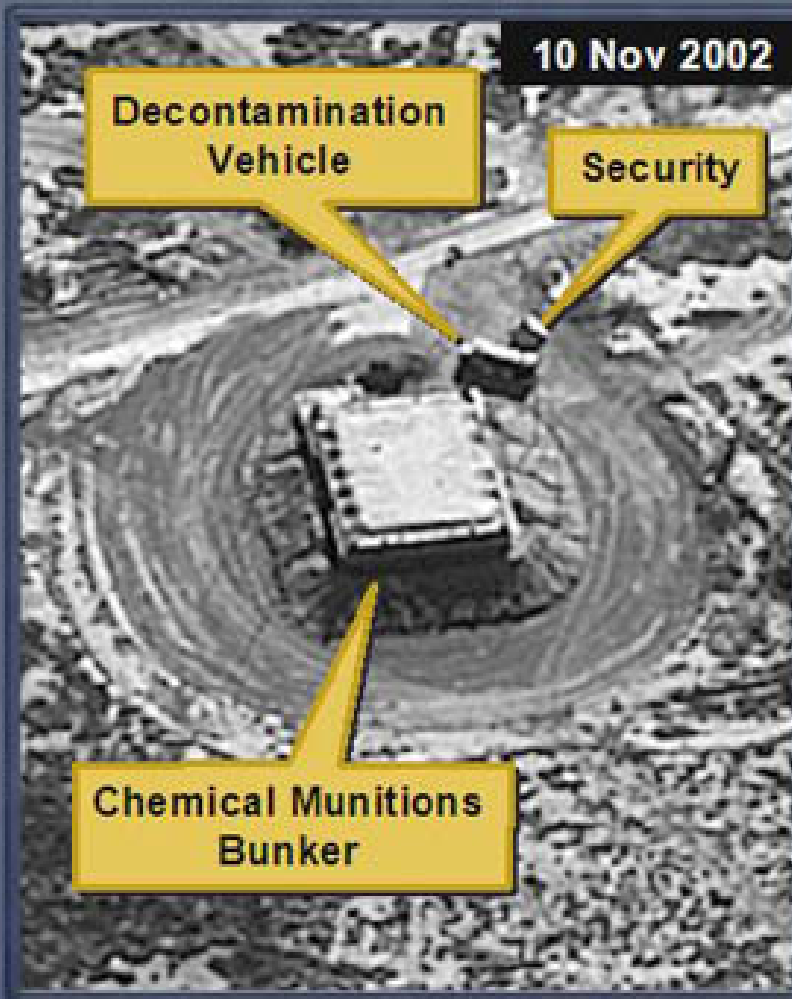 10 Nov 2002
Decontamination
Vehicle
Security
Chemical Munitions
Bunker